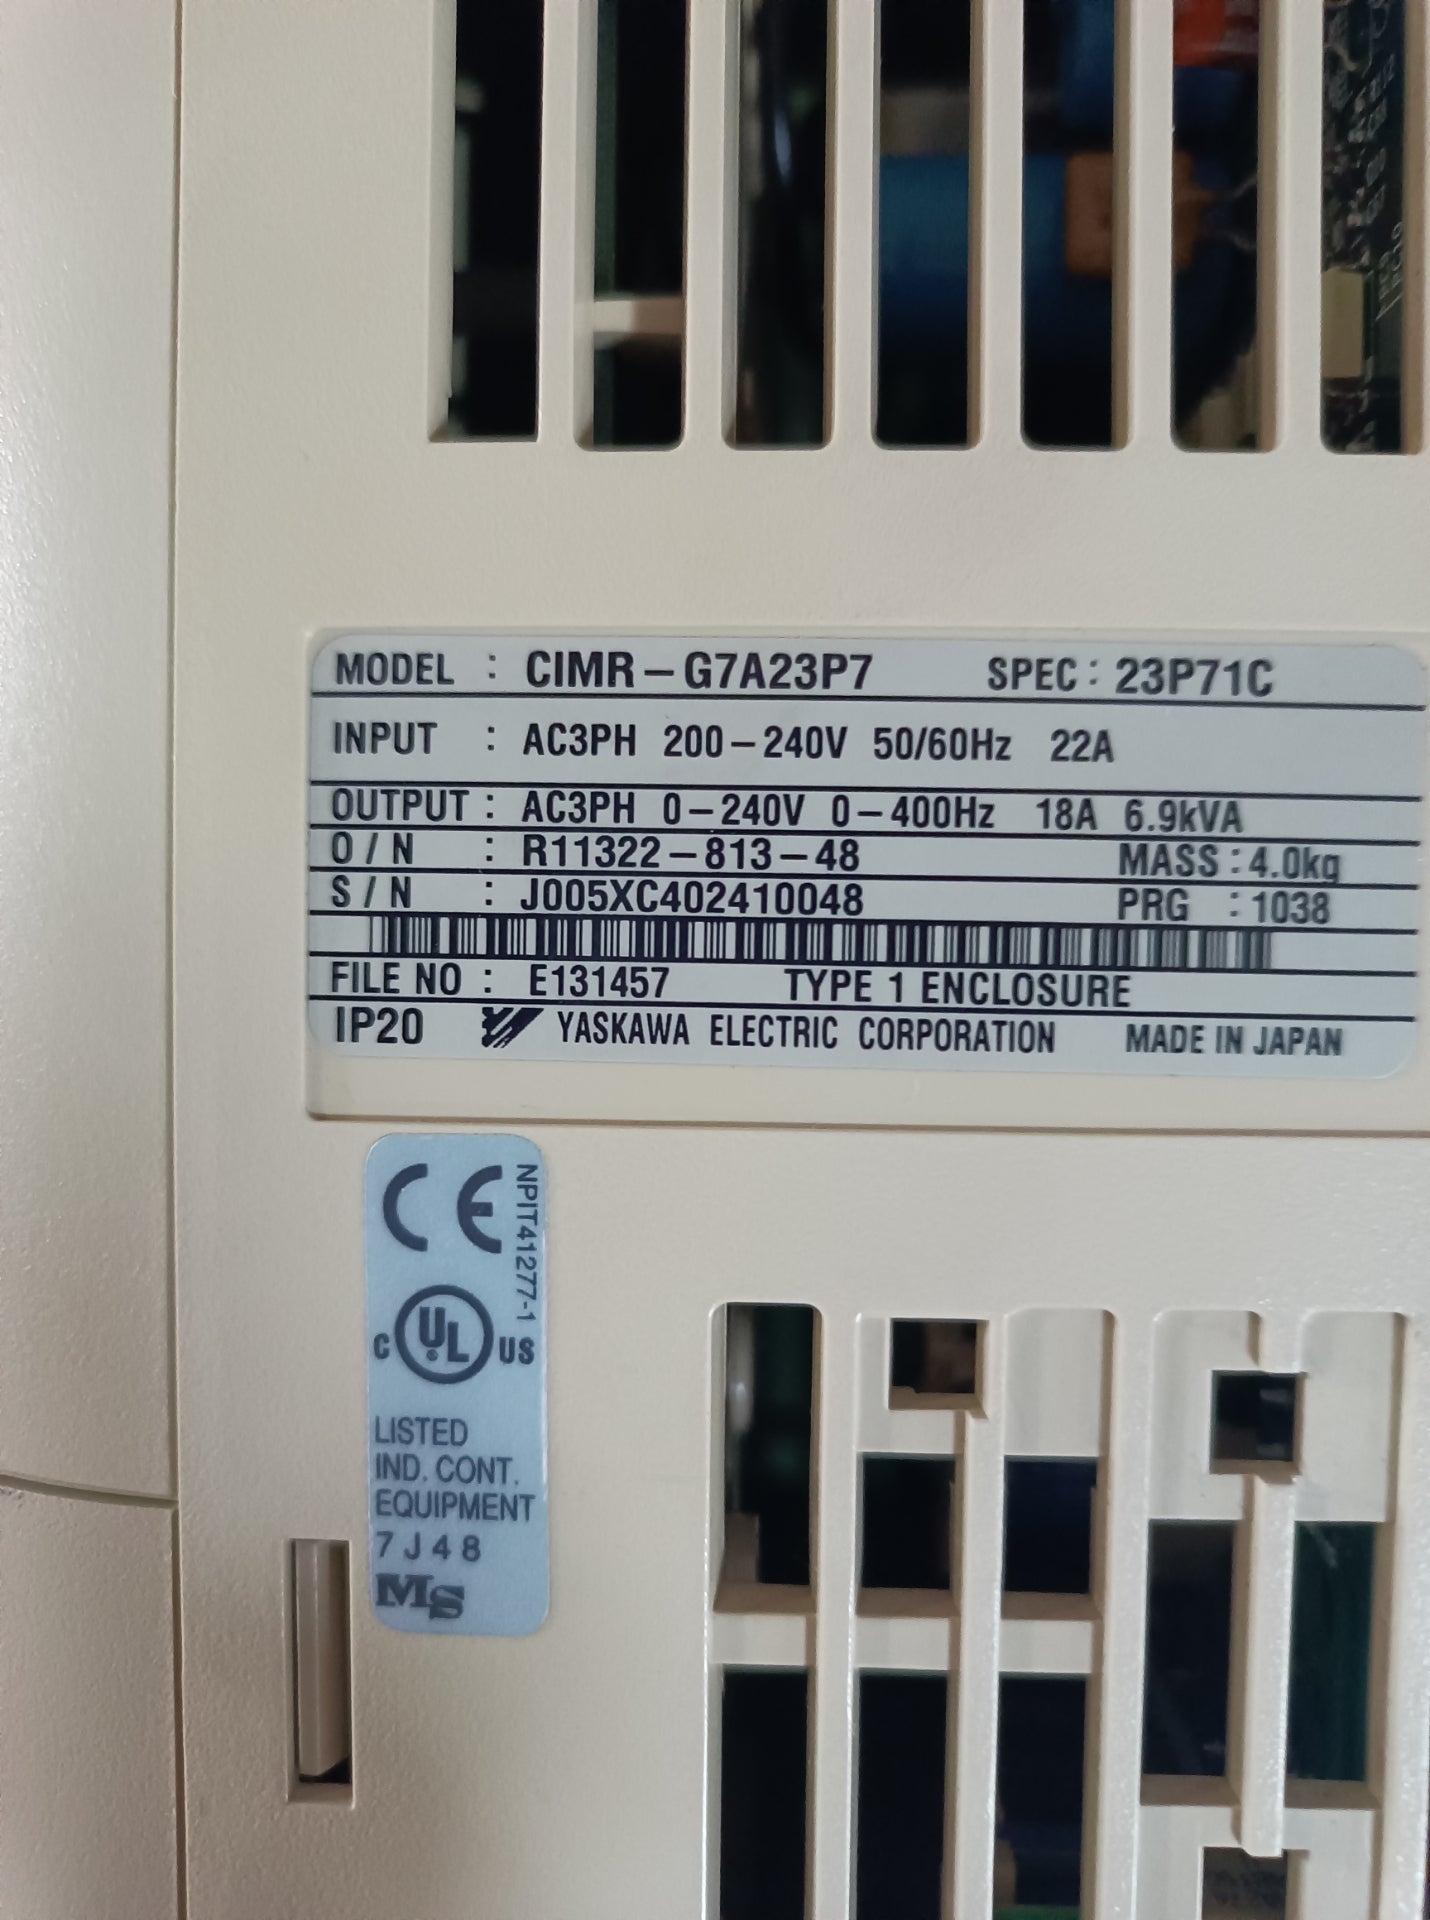 MODEL : CIMR-G7A23P7 SPEC: 23P71C
INPUT : AC3PH 200-240V 50/60Hz 22A
OUTPUT : AC3PH 0-240V 0-400Hz 18A 6.9kVA
O/N : R11322-813-48 MASS : 4.0kg
S/N : J005XC402410048 PRG : 1038
FILE NO : E131457 TYPE 1 ENCLOSURE
IP20 YASKAWA ELECTRIC CORPORATION MADE IN JAPAN
CE
NPIT41277-1
C UL US
LISTED
IND. CONT.
EQUIPMENT
7J48
MS